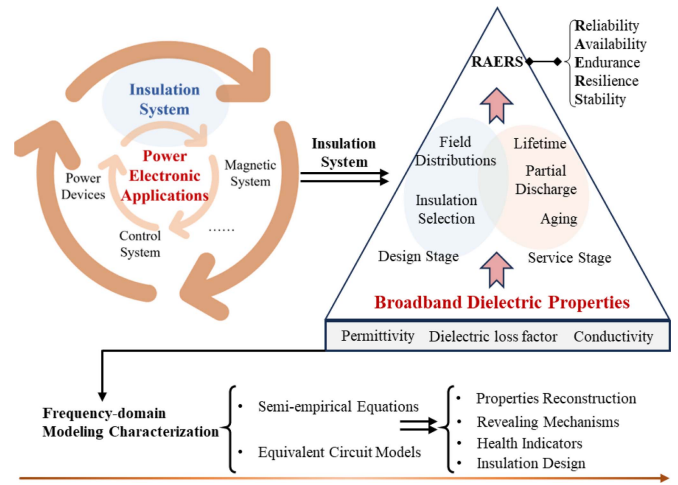 Insulation
System
Power
Electronic
Applications
Power
Devices
Magnetic
System
Control
System
......
Insulation
System
RAERS
Reliability
Availability
Endurance
Resilience
Stability
Field
Distributions
Insulation
Selection
Lifetime
Partial
Discharge
Aging
Design Stage
Service Stage
Broadband Dielectric Properties
Permittivity Dielectric loss factor Conductivity
Frequency-domain
Modeling Characterization
• Semi-empirical Equations
• Equivalent Circuit Models
• Properties Reconstruction
• Revealing Mechanisms
• Health Indicators
• Insulation Design